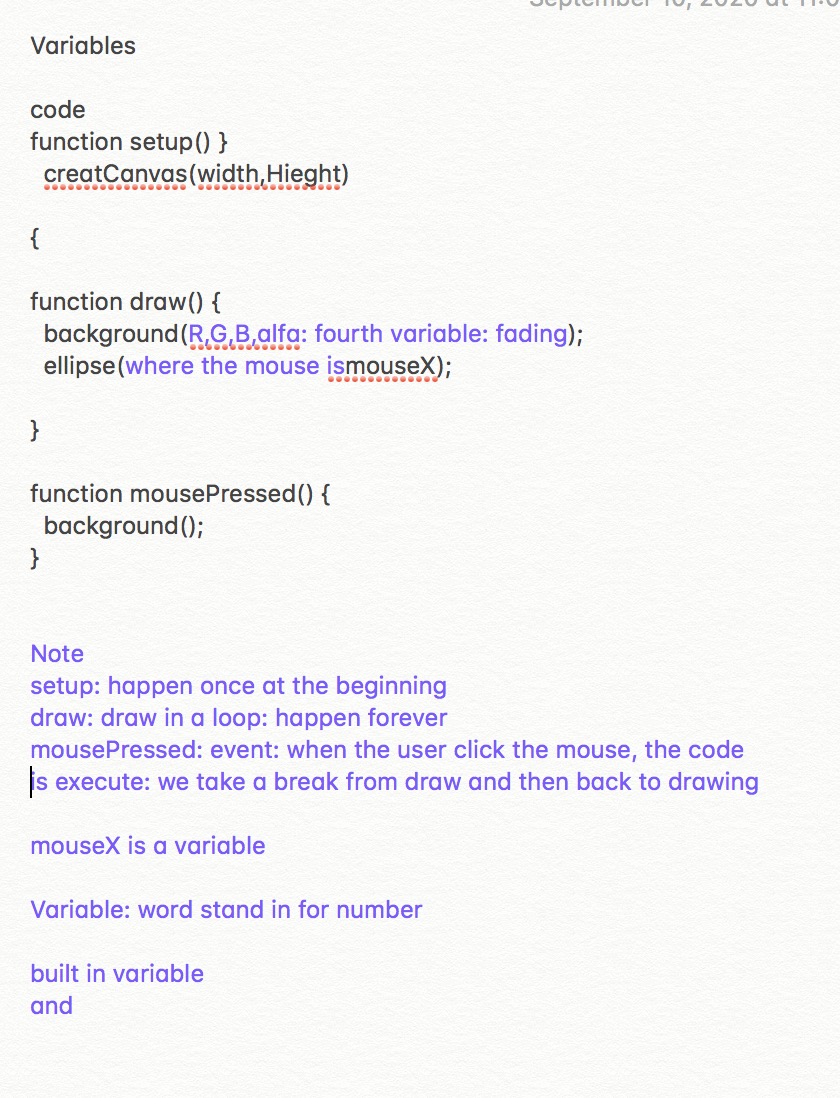 September 10, 2020 at 11:0
Variables
code
function setup() }
creatCanvas(width,Hieght)
{
function draw() {
background(R,G,B,alfa: fourth variable: fading);
ellipse(where the mouse ismouseX);
}
function mousePressed() {
background();
}
Note
setup: happen once at the beginning
draw: draw in a loop: happen forever
mousePressed: event: when the user click the mouse, the code
is execute: we take a break from draw and then back to drawing
mouseX is a variable
Variable: word stand in for number
built in variable
and